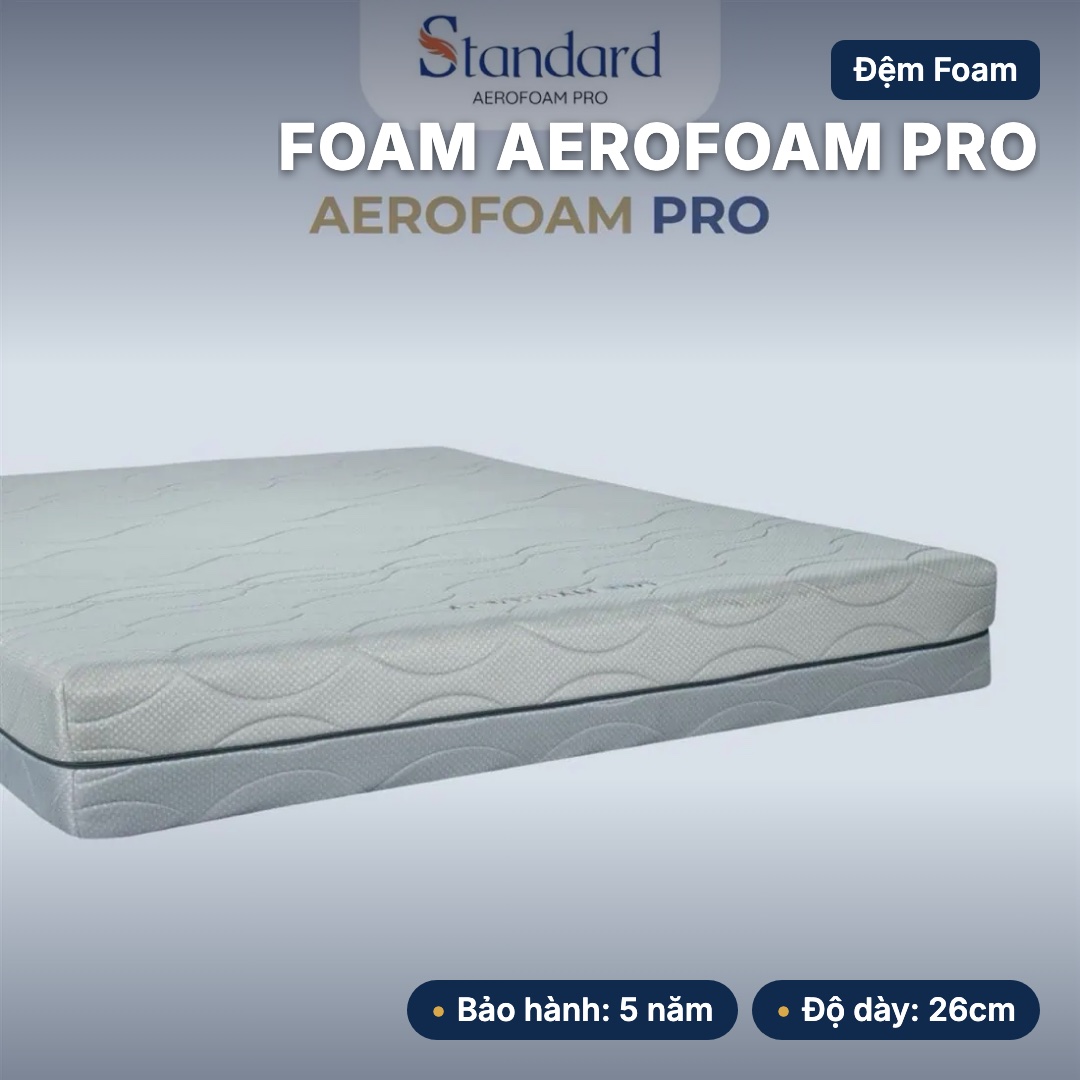 Standard
AEROFOAM PRO
Đệm Foam
FOAM AEROFOAM PRO
AEROFOAM PRO
Bảo hành: 5 năm
Độ dày: 26cm